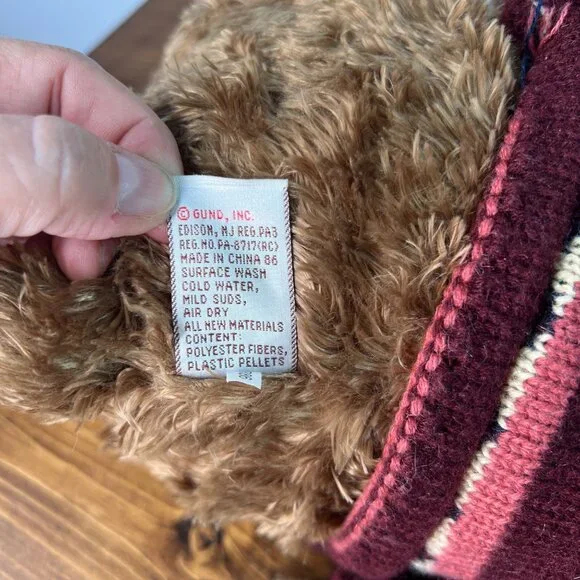 © GUND, INC.
EDISON, NJ REG.PA3
REG.NO.PA-8717(RC)
MADE IN CHINA 86
SURFACE WASH
COLD WATER,
MILD SUDS,
AIR DRY
ALL NEW MATERIALS
CONTENT:
POLYESTER FIBERS,
PLASTIC PELLETS